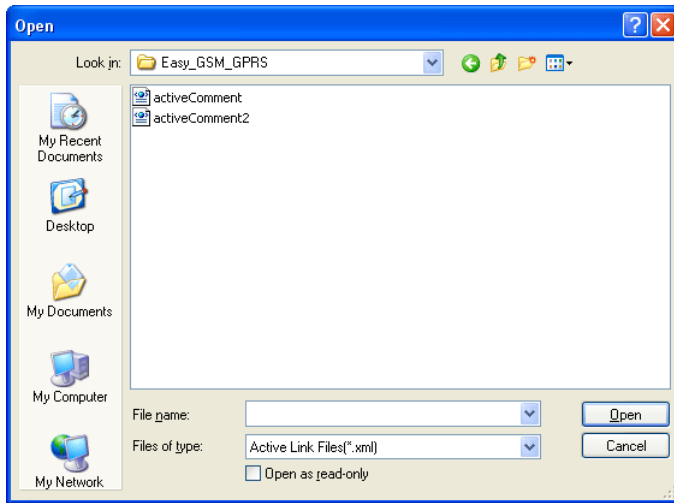 Open
Look in: Easy_GSM_GPRS
activeComment
activeComment2
My Recent
Documents
Desktop
My Documents
My Computer
My Network
File name:
Open
Files of type: Active Link Files(*.xml)
Cancel
Open as read-only